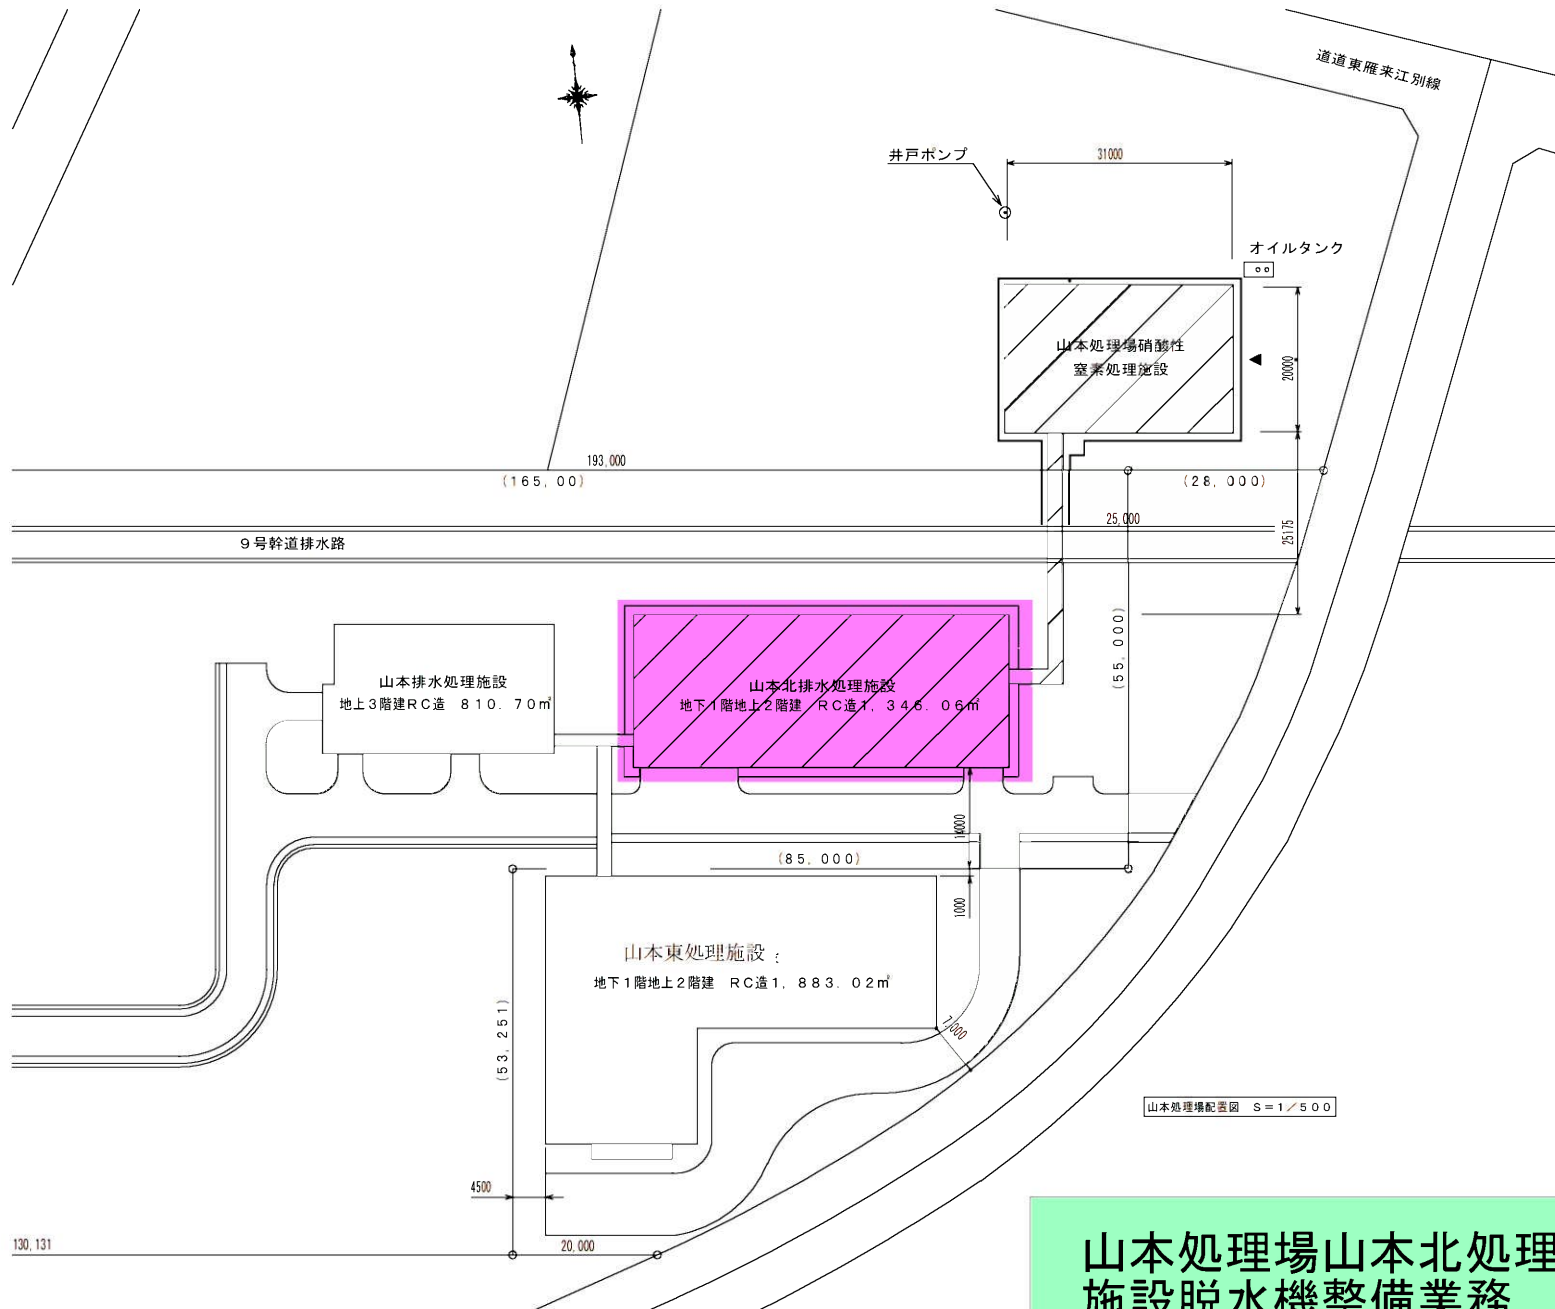 道道東雁来江別線
井戸ポンプ
31000
オイルタンク
山本処理場硝酸性
窒素処理施設
20000
193,000
(165,00)
(28,000)
25,000
25175
9号幹道排水路
(55,000)
山本排水処理施設
地上3階建RC造 810.70㎡
山本北排水処理施設
地下1階地上2階建 RC造1,346.06㎡
14000
(85,000)
1000
山本東処理施設
地下1階地上2階建 RC造1,883.02㎡
7,000
(53,251)
山本処理場配置図 S=1/500
4500
130,131
20,000
山本処理場山本北処理
施設脱水機整備業務